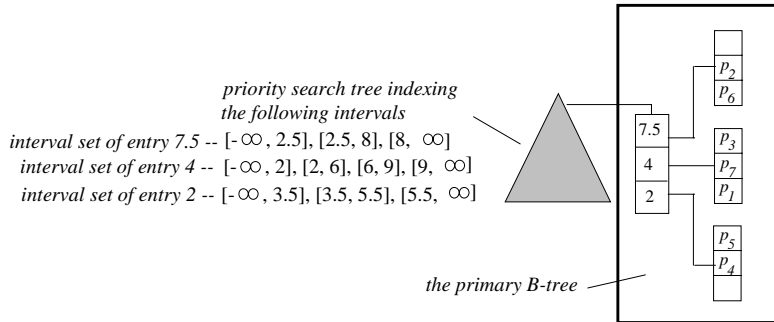 priority search tree indexing
the following intervals
interval set of entry 7.5 -- [-∞, 2.5], [2.5, 8], [8, ∞]
interval set of entry 4 -- [-∞, 2], [2, 6], [6, 9], [9, ∞]
interval set of entry 2 -- [-∞, 3.5], [3.5, 5.5], [5.5, ∞]
7.5
4
2
p2
p6
p3
p7
p1
p5
p4
the primary B-tree